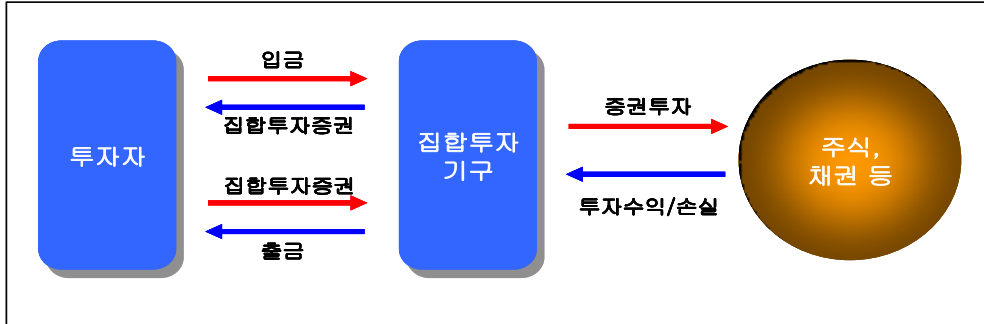 입금
집합투자증권
투자자
집합투자증권
출금
집합투자
기구
증권투자
투자수익/손실
주식,
채권 등